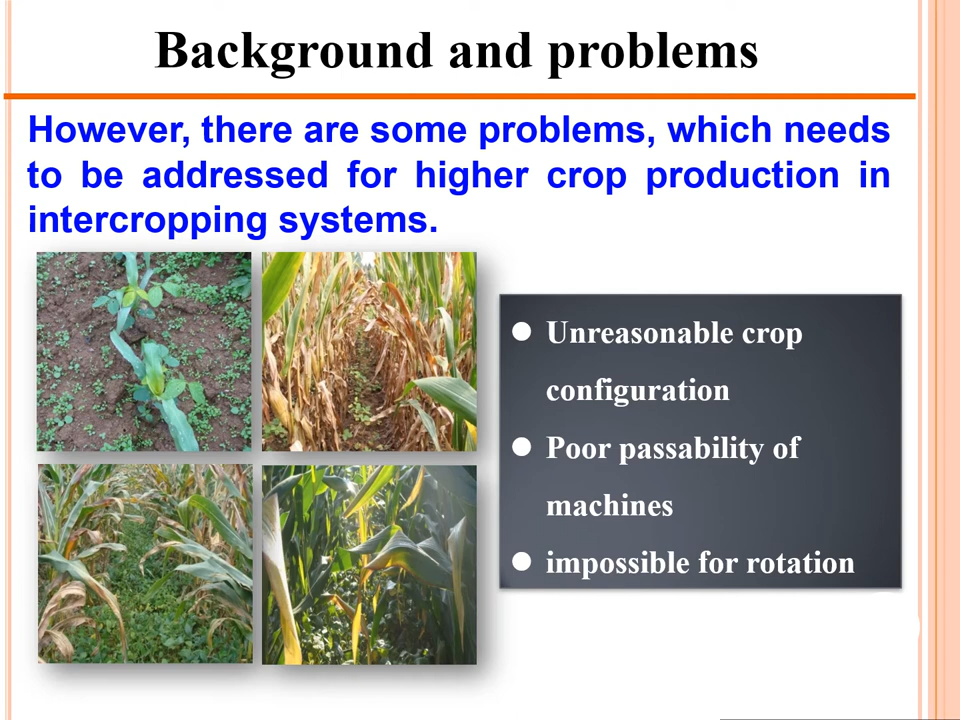 Background and problems
However, there are some problems, which needs
to be addressed for higher crop production in
intercropping systems.
● Unreasonable crop
configuration
● Poor passability of
machines
● impossible for rotation